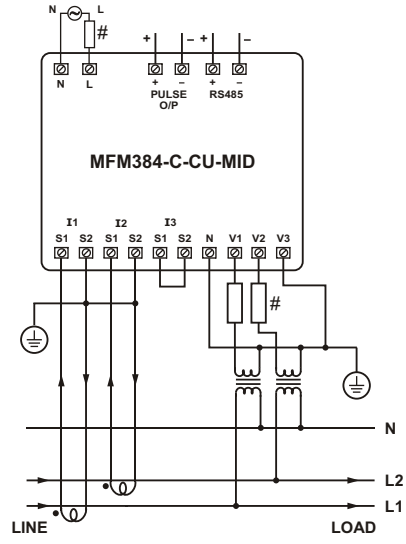 N L
#
+ – + –
N L + – + –
PULSE O/P RS485
MFM384-C-CU-MID
I1 I2 I3
S1 S2 S1 S2 S1 S2 N V1 V2 V3
#
N
L2
L1
LINE LOAD